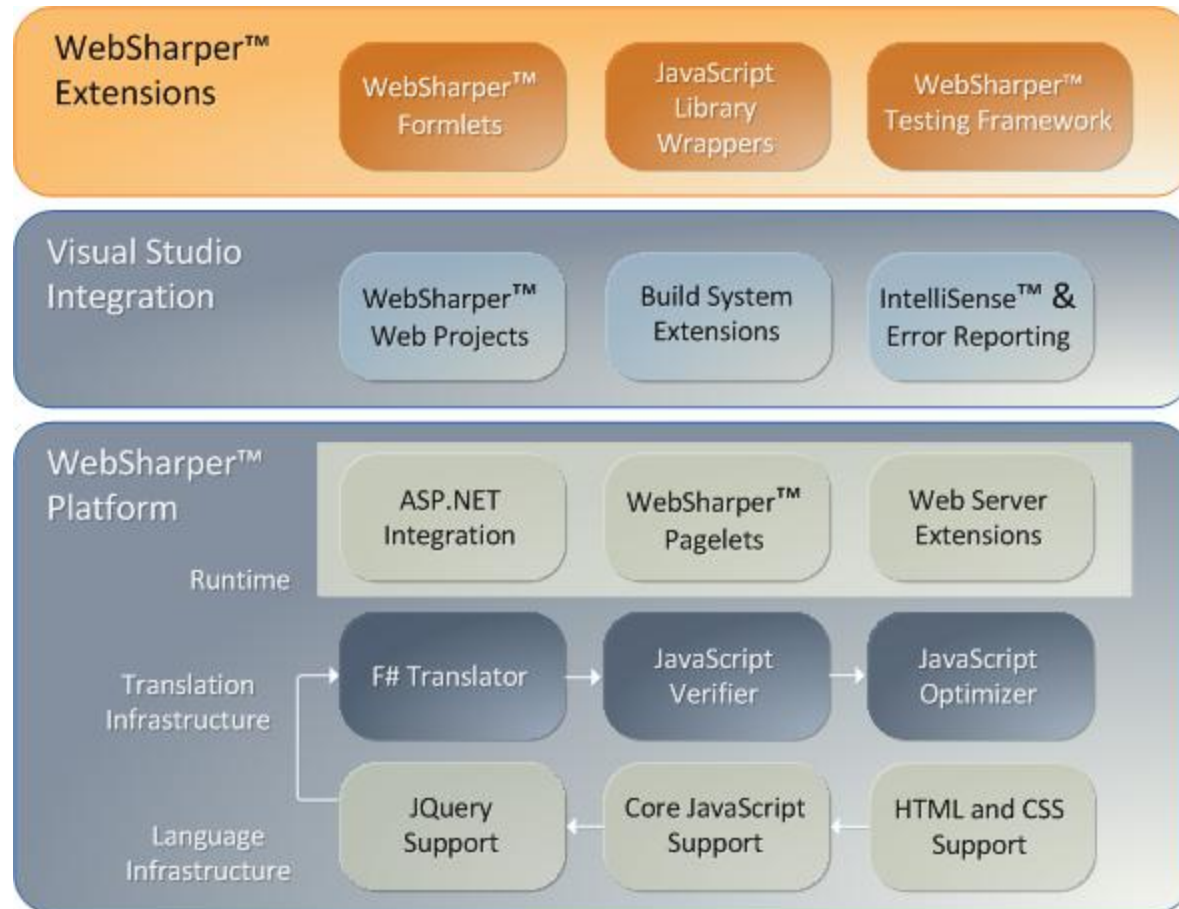 WebSharper™
Extensions
WebSharper™
Formlets
JavaScript
Library
Wrappers
WebSharper™
Testing Framework
Visual Studio
Integration
WebSharper™
Web Projects
Build System
Extensions
IntelliSense™ &
Error Reporting
WebSharper™
Platform
Runtime
ASP.NET
Integration
WebSharper™
Pagelets
Web Server
Extensions
Translation
Infrastructure
F# Translator
JavaScript
Verifier
JavaScript
Optimizer
Language
Infrastructure
JQuery
Support
Core JavaScript
Support
HTML and CSS
Support